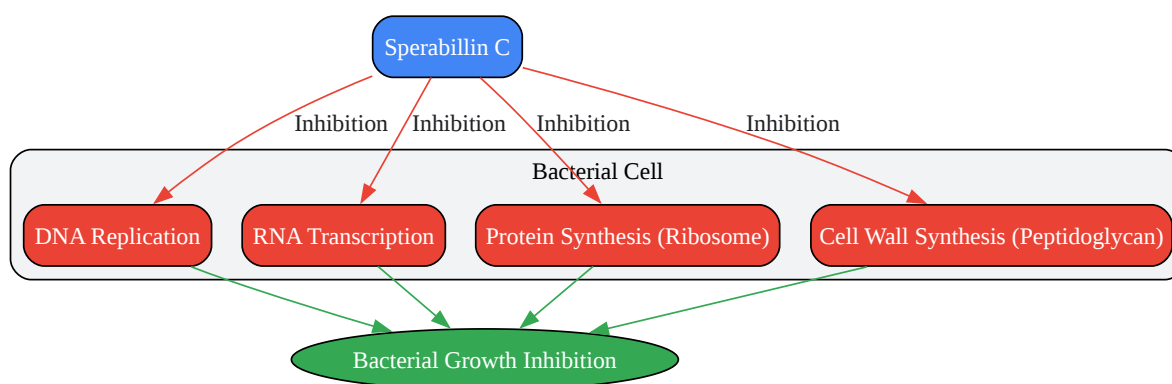 Sperabillin C
Inhibition
Inhibition
Inhibition
Inhibition
Bacterial Cell
DNA Replication
RNA Transcription
Protein Synthesis (Ribosome)
Cell Wall Synthesis (Peptidoglycan)
Bacterial Growth Inhibition